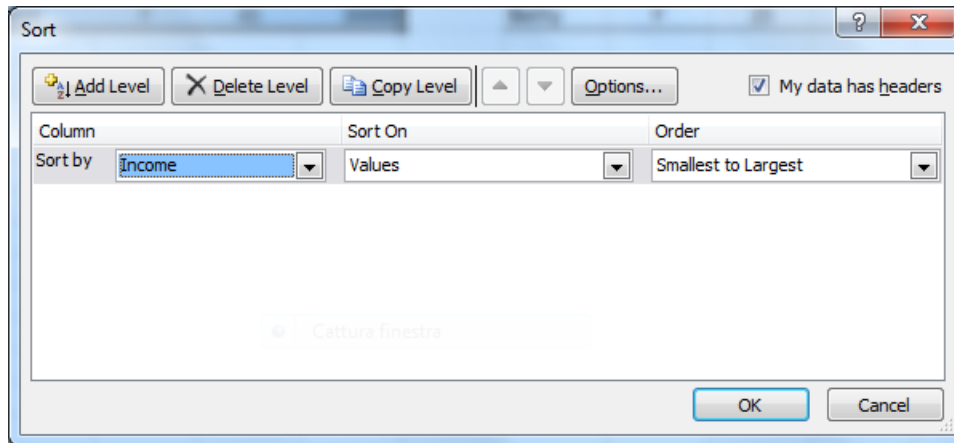 Sort
Add Level Delete Level Copy Level Options... My data has headers
Column Sort On Order
Sort by Income Values Smallest to Largest
Cattura finestra
OK Cancel